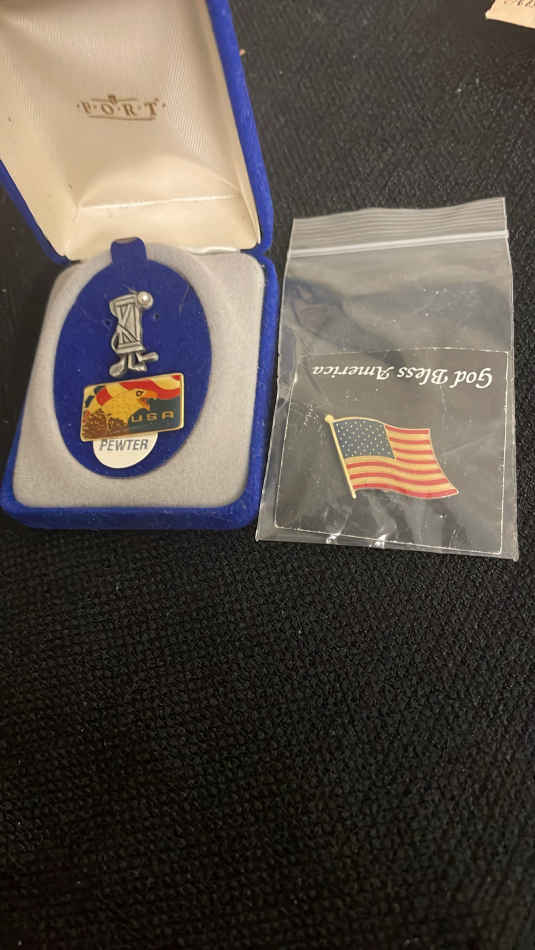 FORT
USA
PEWTER
God Bless America